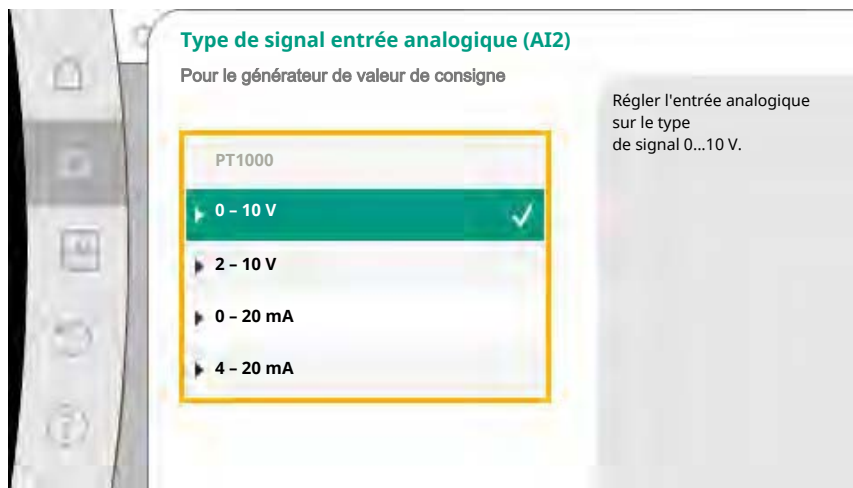 Type de signal entrée analogique (AI2)
Pour le générateur de valeur de consigne
Régler l'entrée analogique
sur le type
de signal 0...10 V.
PT1000
0 – 10 V
2 – 10 V
0 – 20 mA
4 – 20 mA